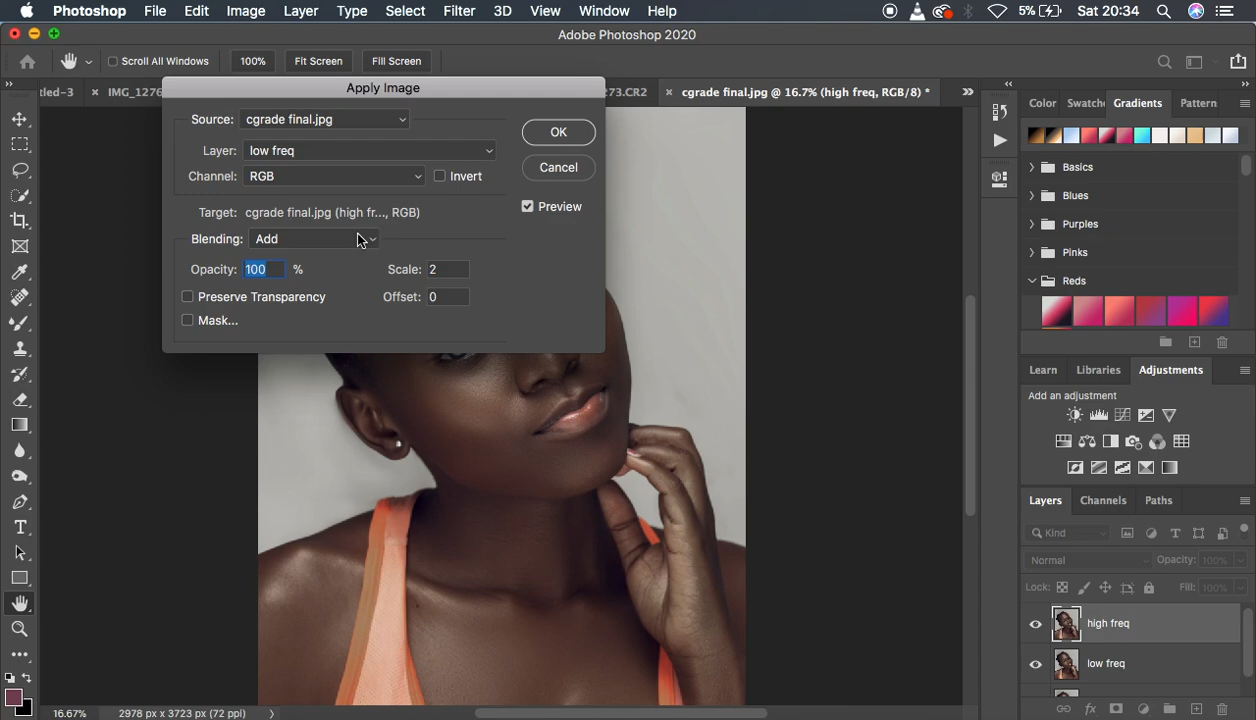 Photoshop File Edit Image Layer Type Select Filter 3D View Window Help 5% Sat 20:34
Adobe Photoshop 2020
Scroll All Windows 100% Fit Screen Fill Screen
tled-3 × IMG_1276 273.CR2 × cgrade final.jpg @ 16.7% (high freq, RGB/8) *
Apply Image
Source: cgrade final.jpg
Layer: low freq
Channel: RGB Invert
Target: cgrade final.jpg (high fr..., RGB)
Blending: Add
Opacity: 100 % Scale: 2
Preserve Transparency Offset: 0
Mask...
OK
Cancel
Preview
Color Swatche Gradients Pattern
Basics
Blues
Purples
Pinks
Reds
Learn Libraries Adjustments
Add an adjustment
Layers Channels Paths
Kind
Normal Opacity: 100%
Lock: Fill: 100%
high freq
low freq
16.67% 2978 px x 3723 px (72 ppi)